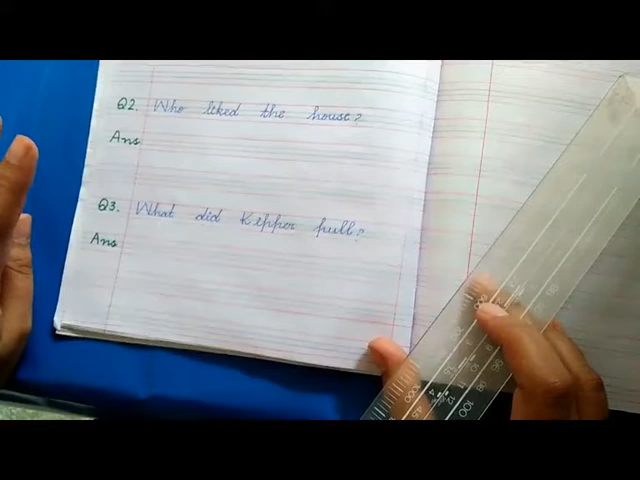 Q2. Who liked the house?
Ans
Q3. What did Kipper pull?
Ans